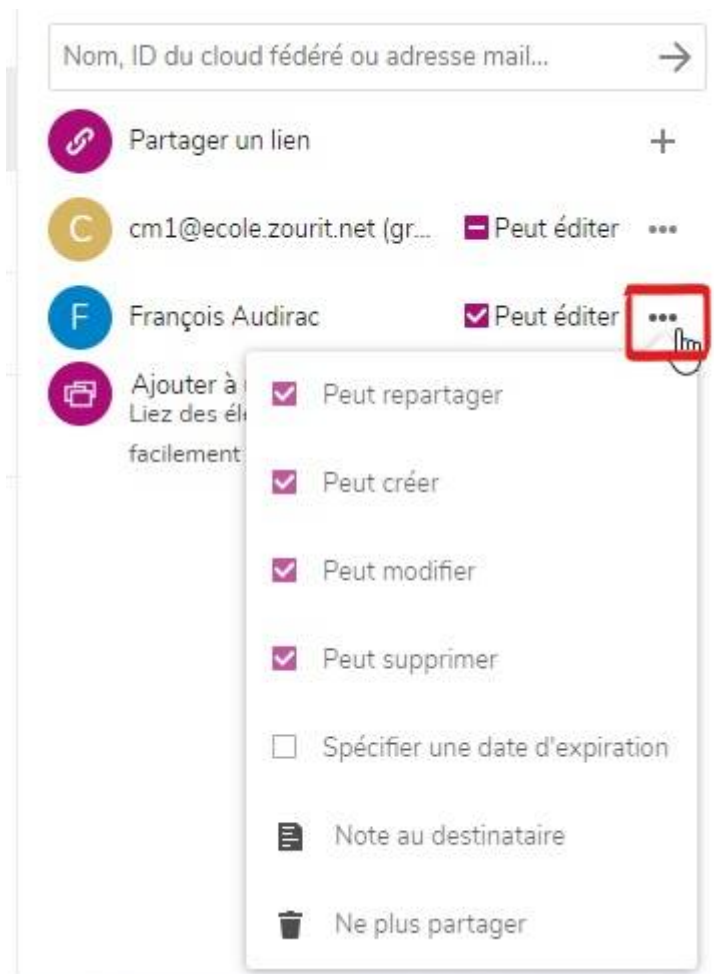 Nom, ID du cloud fédéré ou adresse mail...
Partager un lien
C
cm1@ecole.zourit.net (gr... Peut éditer
F
François Audirac Peut éditer
Ajouter à
Liez des élé
facilement
Peut repartager
Peut créer
Peut modifier
Peut supprimer
Spécifier une date d'expiration
Note au destinataire
Ne plus partager